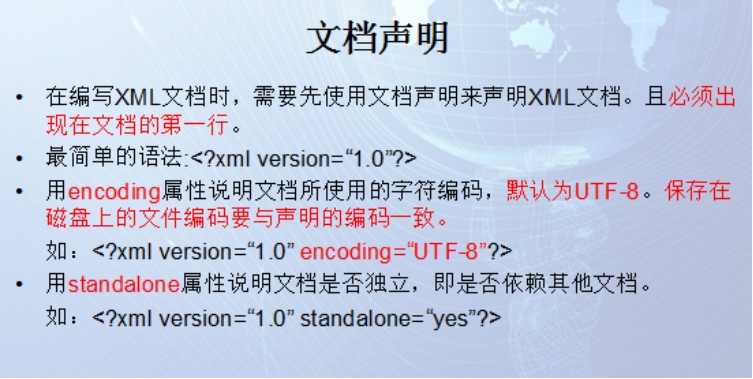 文档声明
• 在编写XML文档时，需要先使用文档声明来声明XML文档。且必须出
现在文档的第一行。
• 最简单的语法:<?xml version=“1.0”?>
• 用encoding属性说明文档所使用的字符编码，默认为UTF-8。保存在
磁盘上的文件编码要与声明的编码一致。
如：<?xml version=“1.0” encoding=“UTF-8”?>
• 用standalone属性说明文档是否独立，即是否依赖其他文档。
如：<?xml version=“1.0” standalone=“yes”?>